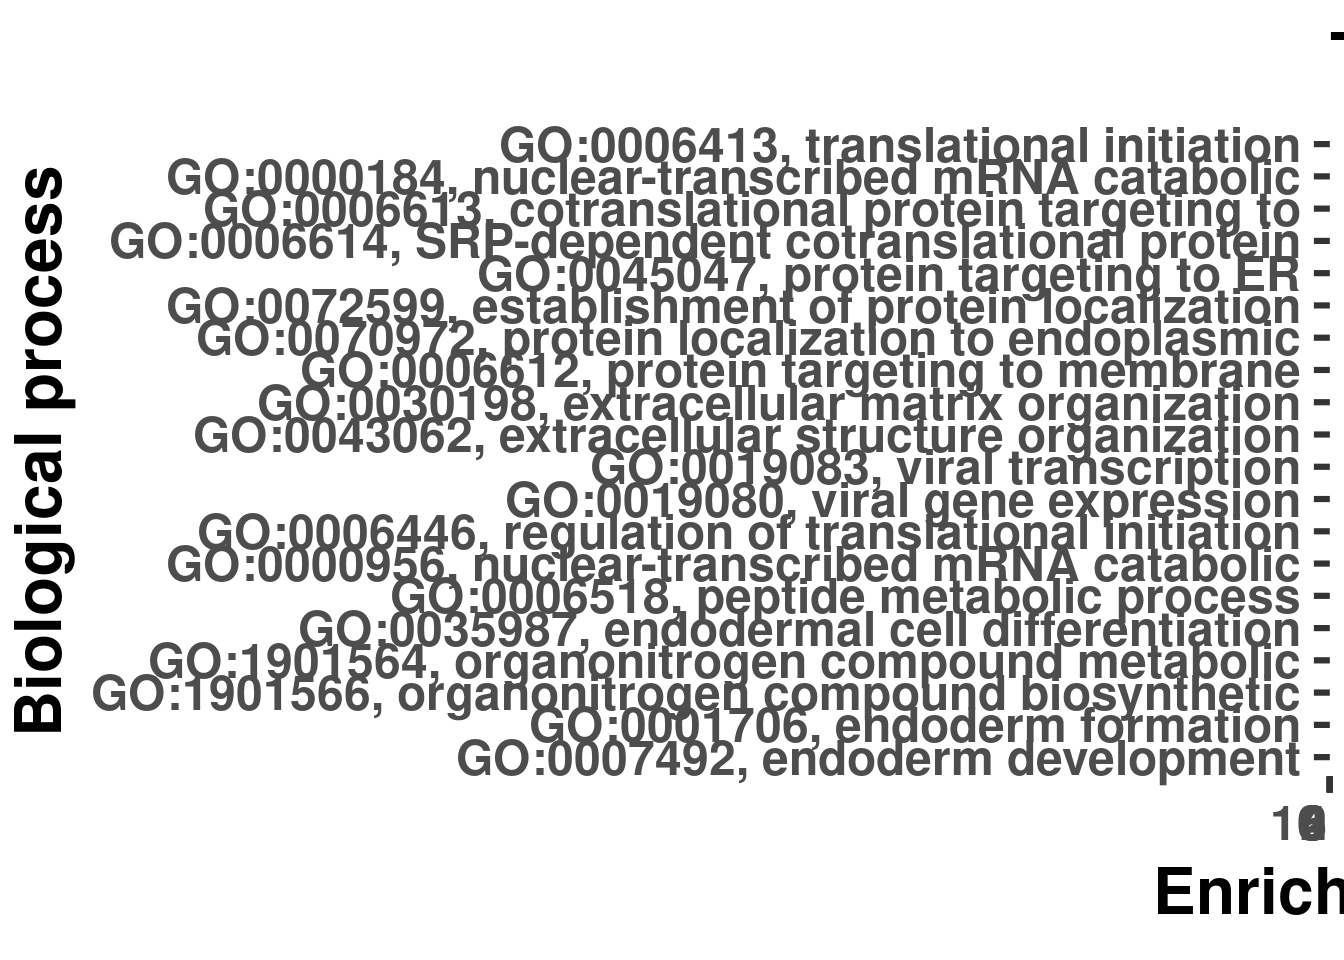 Biological process
GO:0006413, translational initiation
GO:0000184, nuclear-transcribed mRNA catabolic
GO:0006613, cotranslational protein targeting to
GO:0006614, SRP-dependent cotranslational protein
GO:0045047, protein targeting to ER
GO:0072599, establishment of protein localization
GO:0070972, protein localization to endoplasmic
GO:0006612, protein targeting to membrane
GO:0030198, extracellular matrix organization
GO:0043062, extracellular structure organization
GO:0019083, viral transcription
GO:0019080, viral gene expression
GO:0006446, regulation of translational initiation
GO:0000956, nuclear-transcribed mRNA catabolic
GO:0006518, peptide metabolic process
GO:0035987, endodermal cell differentiation
GO:1901564, organonitrogen compound metabolic
GO:1901566, organonitrogen compound biosynthetic
GO:0001706, endoderm formation
GO:0007492, endoderm development
Enrich